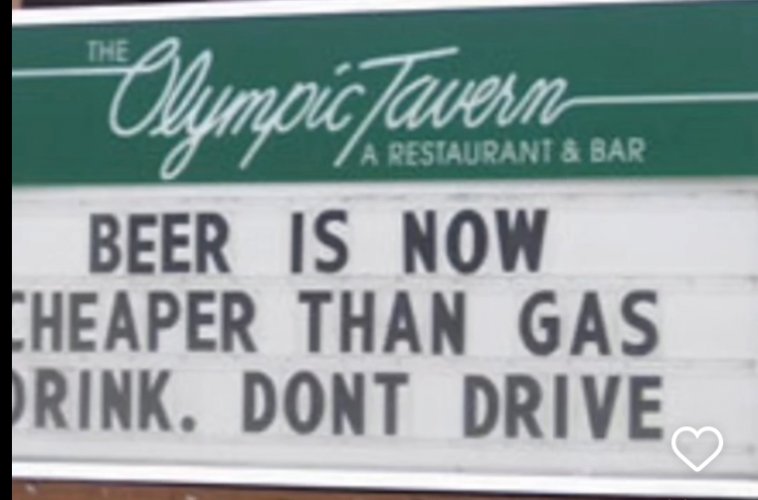 THE
Olympic Tavern
A RESTAURANT & BAR
BEER IS NOW
CHEAPER THAN GAS
DRINK. DONT DRIVE